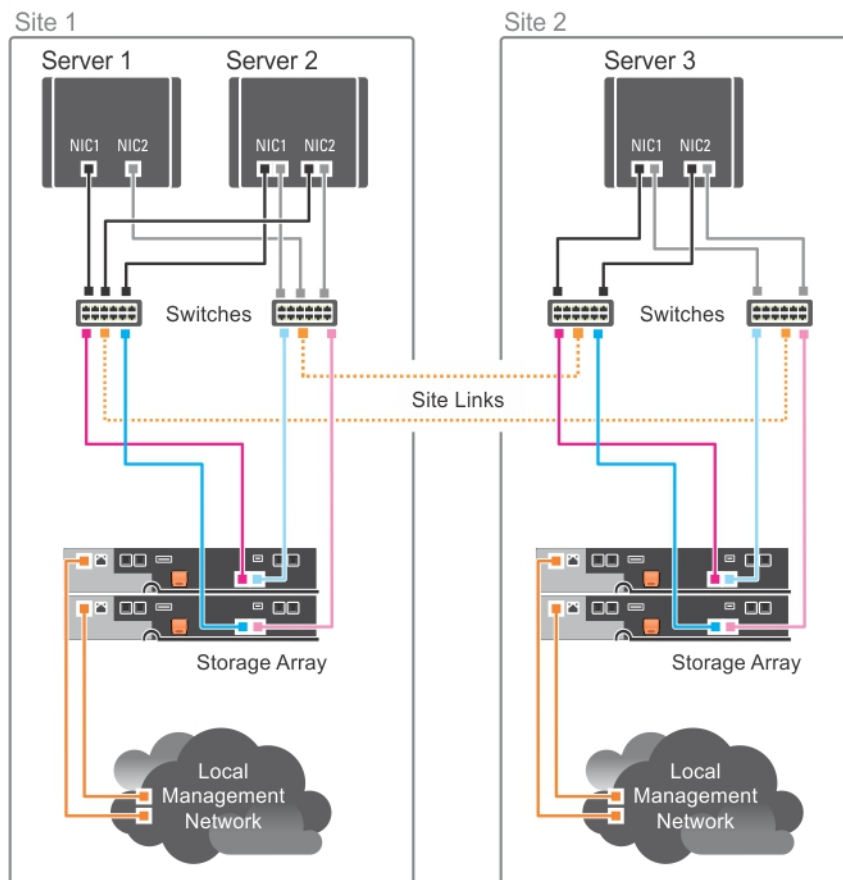 Site 1
Site 2
Server 1
Server 2
Server 3
NIC1
NIC2
NIC1
NIC2
NIC1
NIC2
Switches
Switches
Site Links
Storage Array
Storage Array
Local
Management
Network
Local
Management
Network